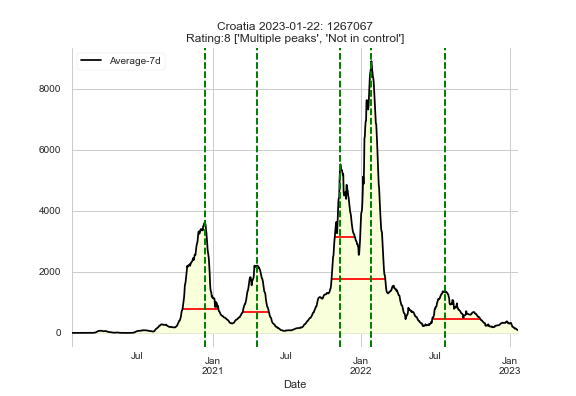 Croatia 2023-01-22: 1267067
Rating:8 ['Multiple peaks', 'Not in control']
Average-7d
8000
6000
4000
2000
0
Jul
Jan
2021
Jul
Jan
2022
Jul
Jan
2023
Date